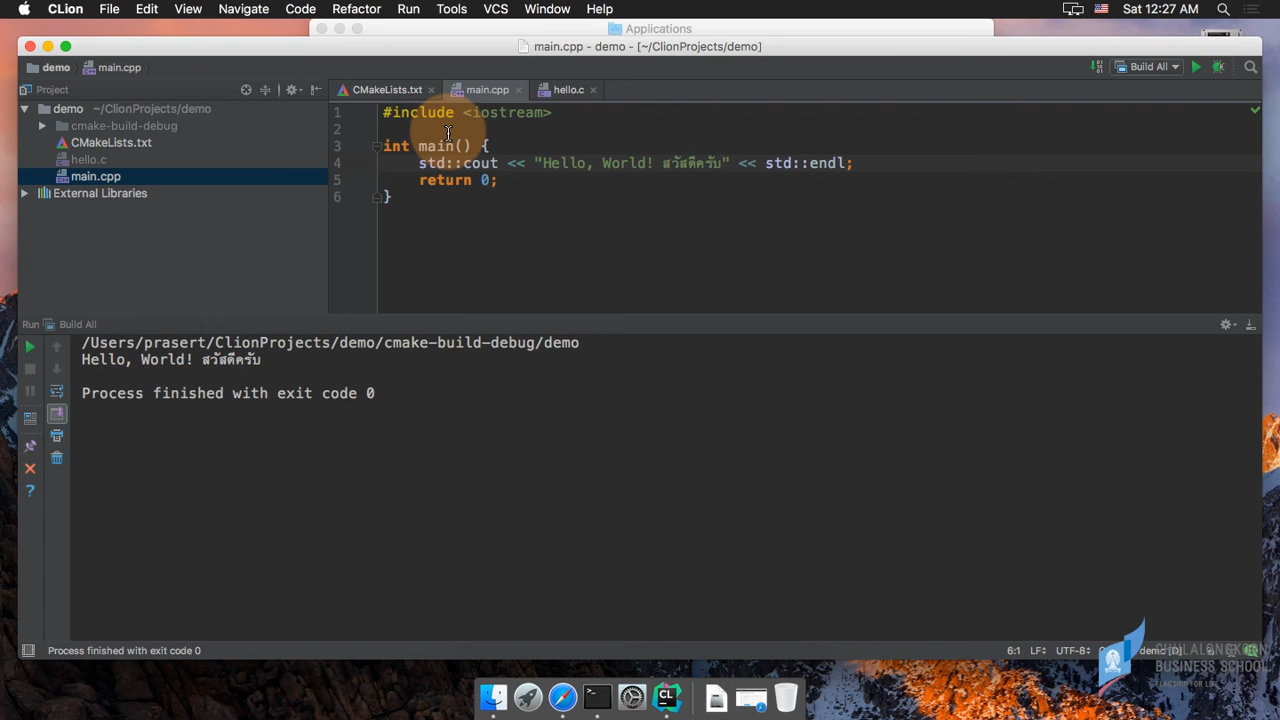 CLion File Edit View Navigate Code Refactor Run Tools VCS Window Help Sat 12:27 AM
Applications
main.cpp - demo - [~/ClionProjects/demo]
demo main.cpp Build All
Project CMakeLists.txt main.cpp hello.c
demo ~/ClionProjects/demo
cmake-build-debug
CMakeLists.txt
hello.c
main.cpp
External Libraries
1 #include <iostream>
2
3 int main() {
4 std::cout << "Hello, World! สวัสดีครับ" << std::endl;
5 return 0;
6 }
Run Build All
/Users/prasert/ClionProjects/demo/cmake-build-debug/demo
Hello, World! สวัสดีครับ
Process finished with exit code 0
Process finished with exit code 0 6:1 LF UTF-8 demo [D]
CHULALONGKORN
BUSINESS SCHOOL
FLAGSHIP FOR LIFE